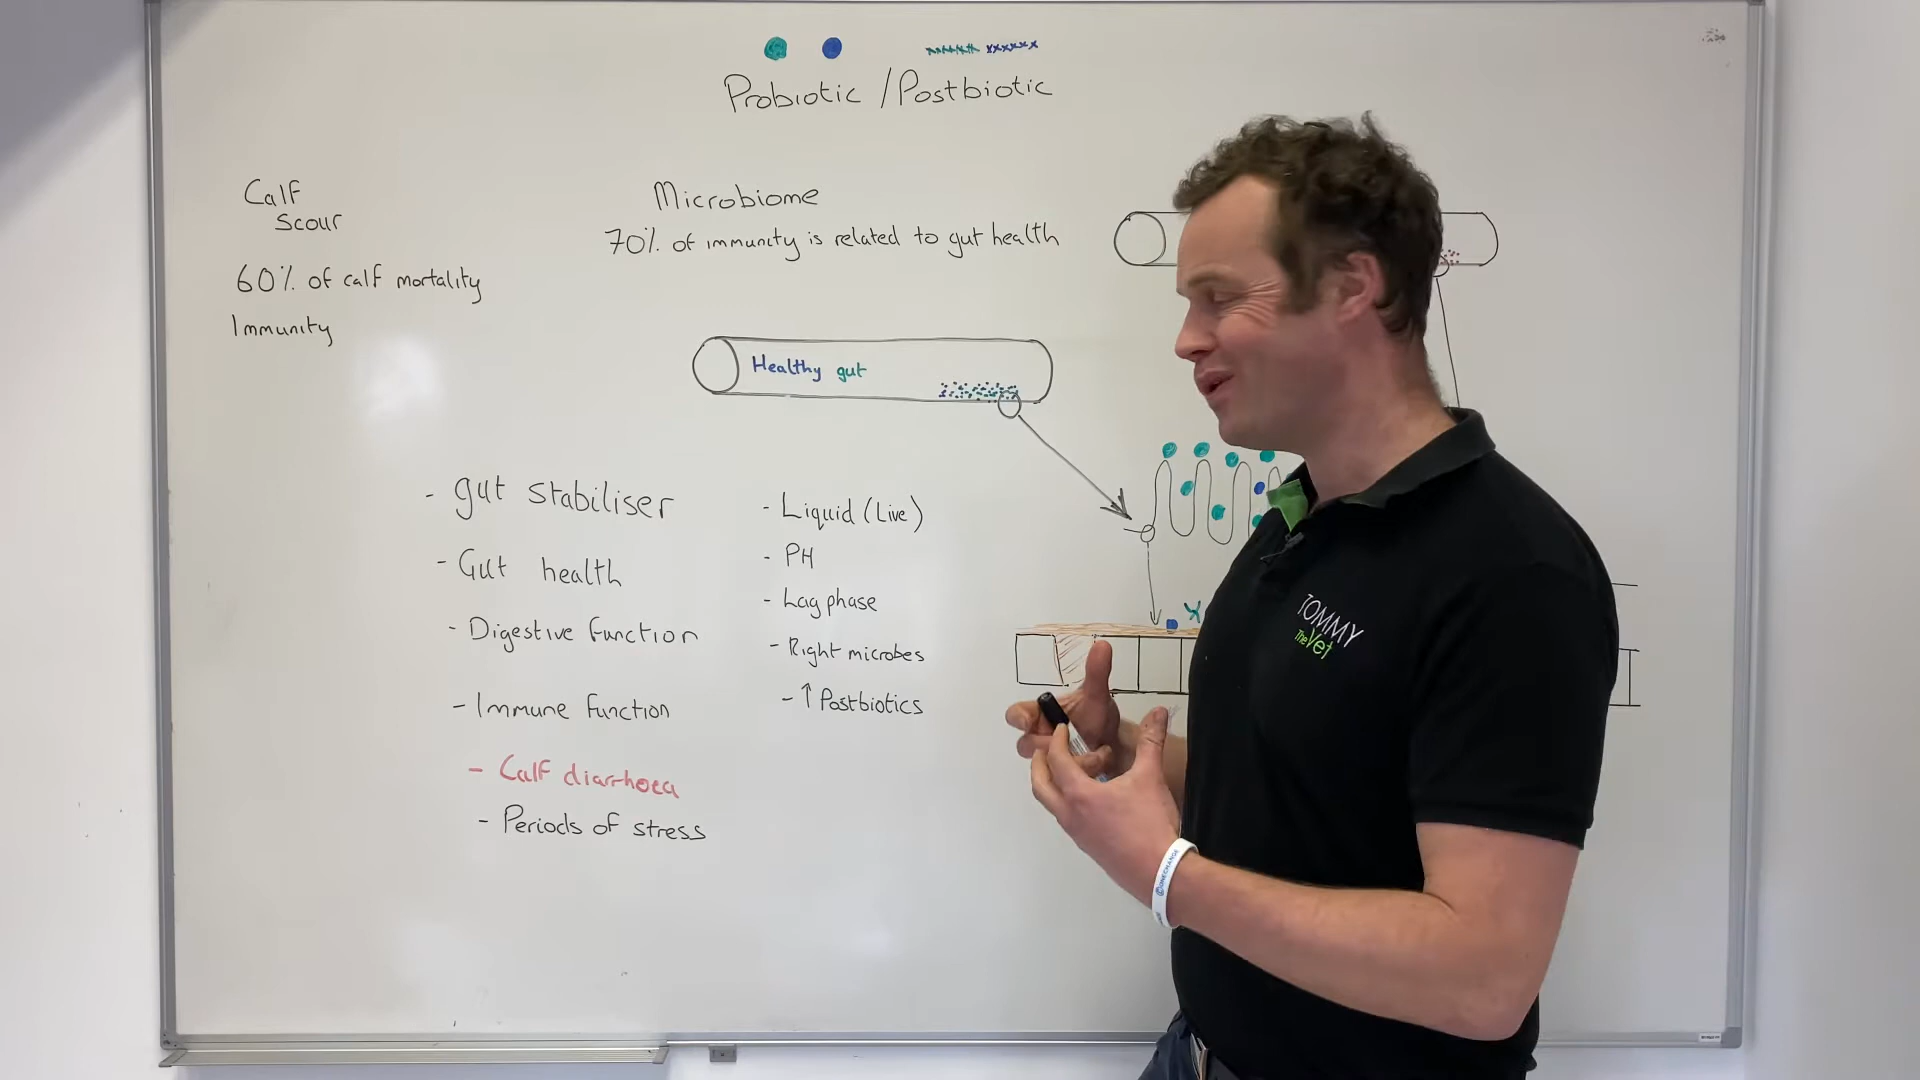 Probiotic / Postbiotic
Calf
Scour
60% of calf mortality
Immunity
Microbiome
70% of immunity is related to gut health
Healthy gut
- gut stabiliser
- Gut health
- Digestive function
- Immune function
- Calf diarrhoea
- Periods of stress
- Liquid (Live)
- PH
- Lag phase
- Right microbes
- ↑ Postbiotics
TOMMY
The Vet
ONECHANGE